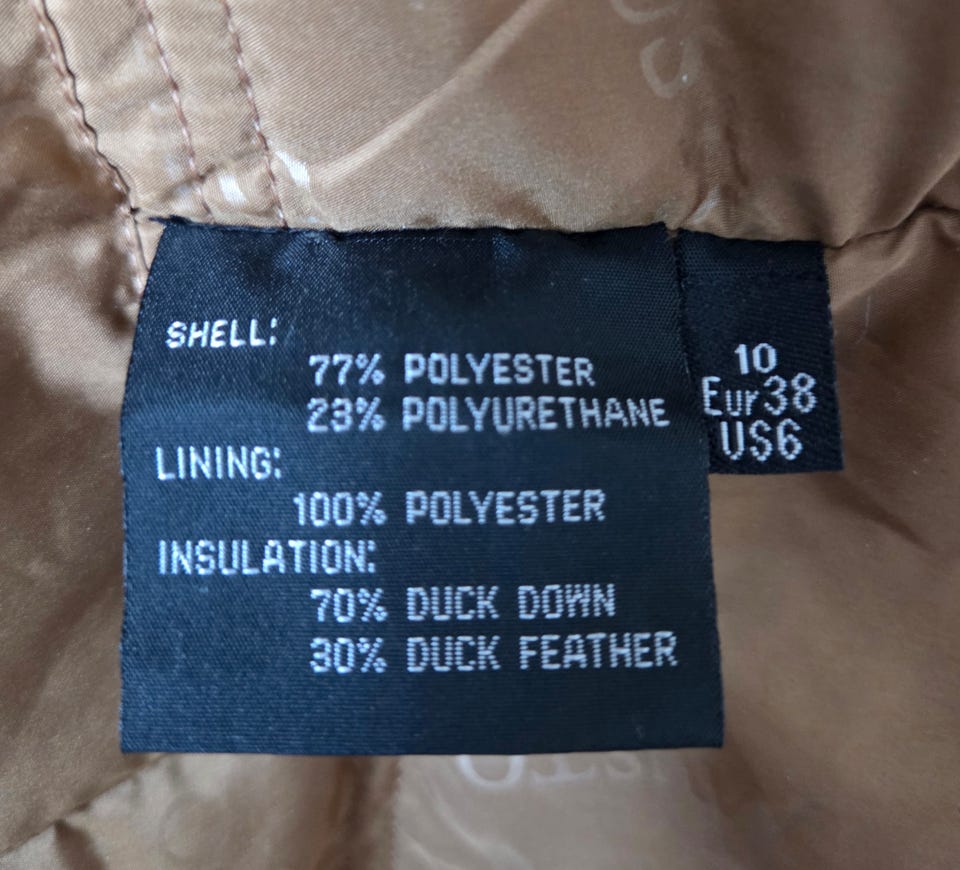 SHELL:
77% POLYESTER
23% POLYURETHANE
LINING:
100% POLYESTER
INSULATION:
70% DUCK DOWN
30% DUCK FEATHER
10
Eur38
US6